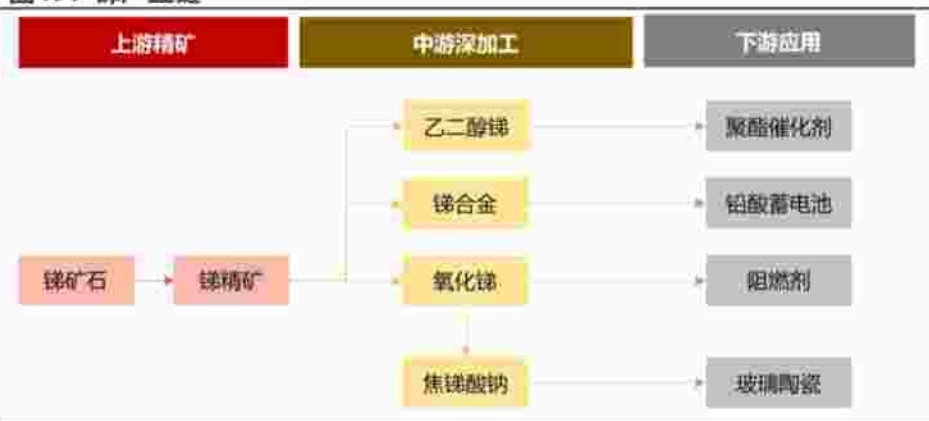 上游精矿 中游深加工 下游应用
乙二醇锑 聚酯催化剂
锑合金 铅酸蓄电池
锑矿石 锑精矿 氧化锑 阻燃剂
焦锑酸钠 玻璃陶瓷